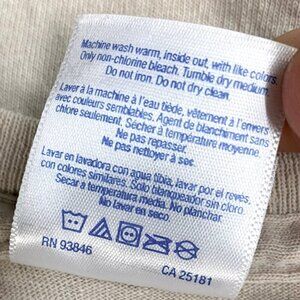 Machine wash warm, inside out, with like colors.
Only non-chlorine bleach. Tumble dry medium.
Do not iron. Do not dry clean.
Laver à la machine à l'eau tiède, vêtement à l'envers
avec couleurs semblables. Agent de blanchiment sans
chlore seulement. Sécher à température moyenne.
Ne pas repasser.
Ne pas nettoyer à sec.
Lavar en lavadora con agua tibia, lavar por el reves,
con colores similares. Solo blanqueador sin cloro.
Secar a temperatura media. No planchar.
No lavar en seco.
RN 93846
CA 25181